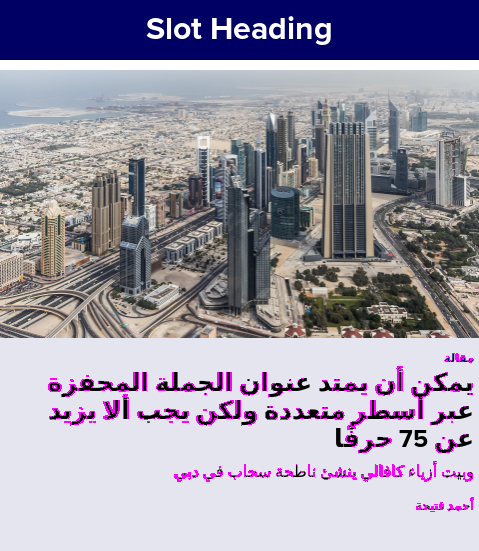 Slot Heading
مقالة
يمكن أن يمتد عنوان الجملة المحفزة
عبر أسطر متعددة ولكن يجب ألا يزيد
عن 75 حرفًا
وبيت أزياء كافالي ينشئ ناطحة سحاب في دبي
أحمد فتيحة